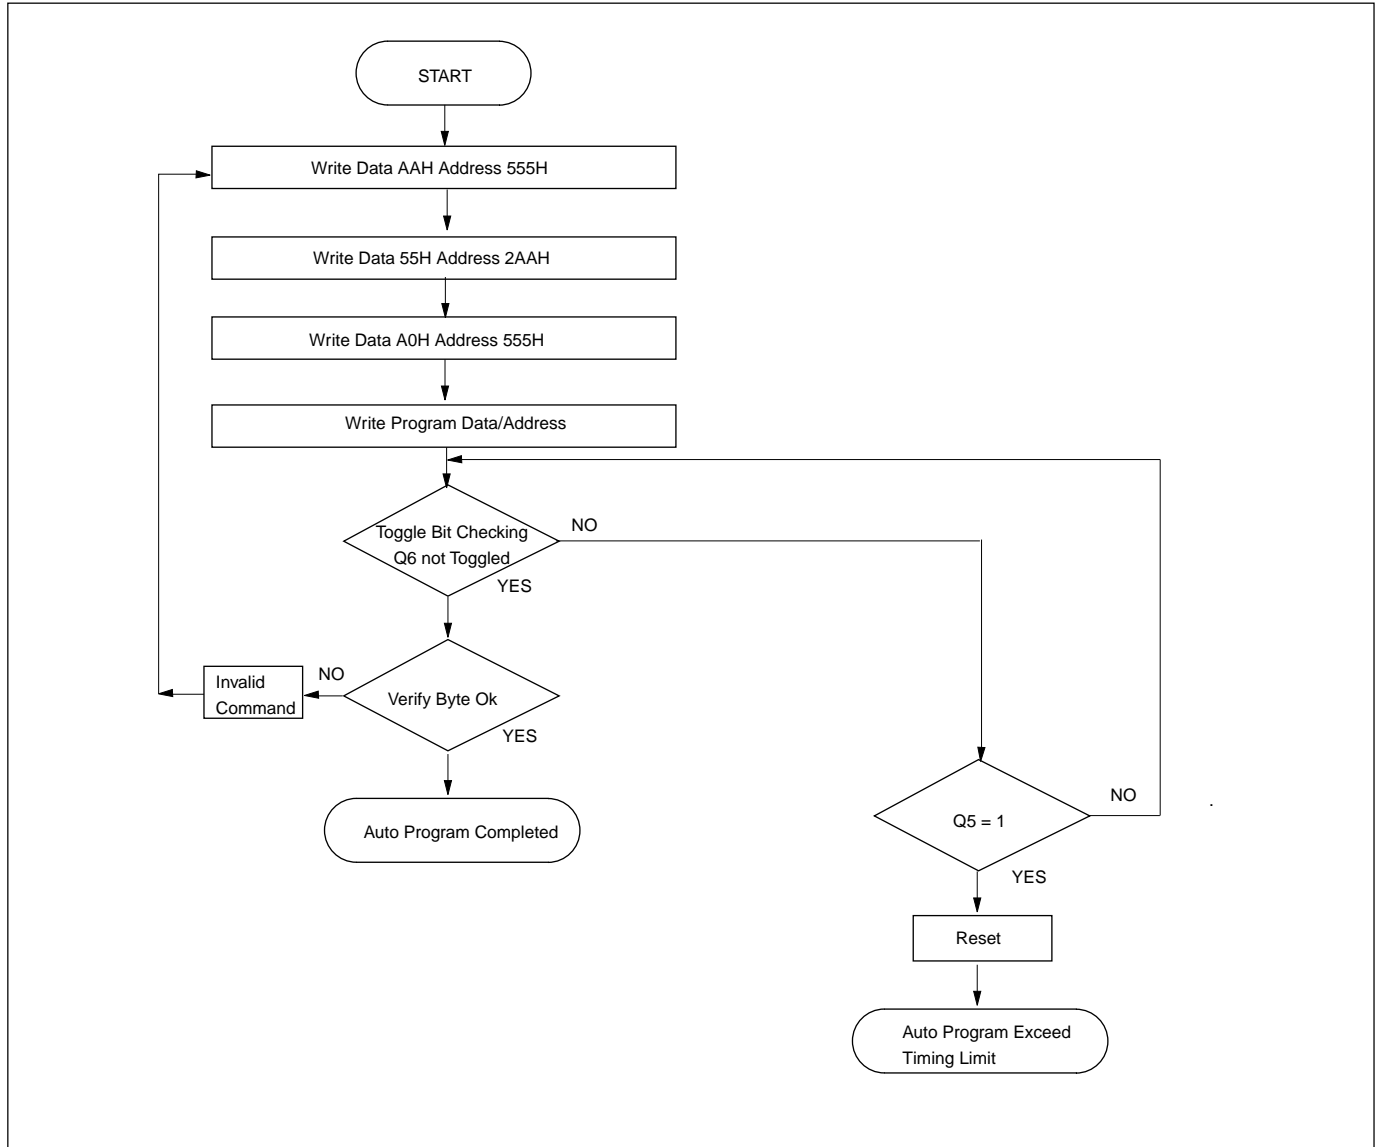 START
Write Data AAH Address 555H
Write Data 55H Address 2AAH
Write Data A0H Address 555H
Write Program Data/Address
Toggle Bit Checking
Q6 not Toggled
NO
YES
Invalid
Command
NO
Verify Byte Ok
YES
Auto Program Completed
Q5 = 1
NO
YES
Reset
Auto Program Exceed
Timing Limit
.